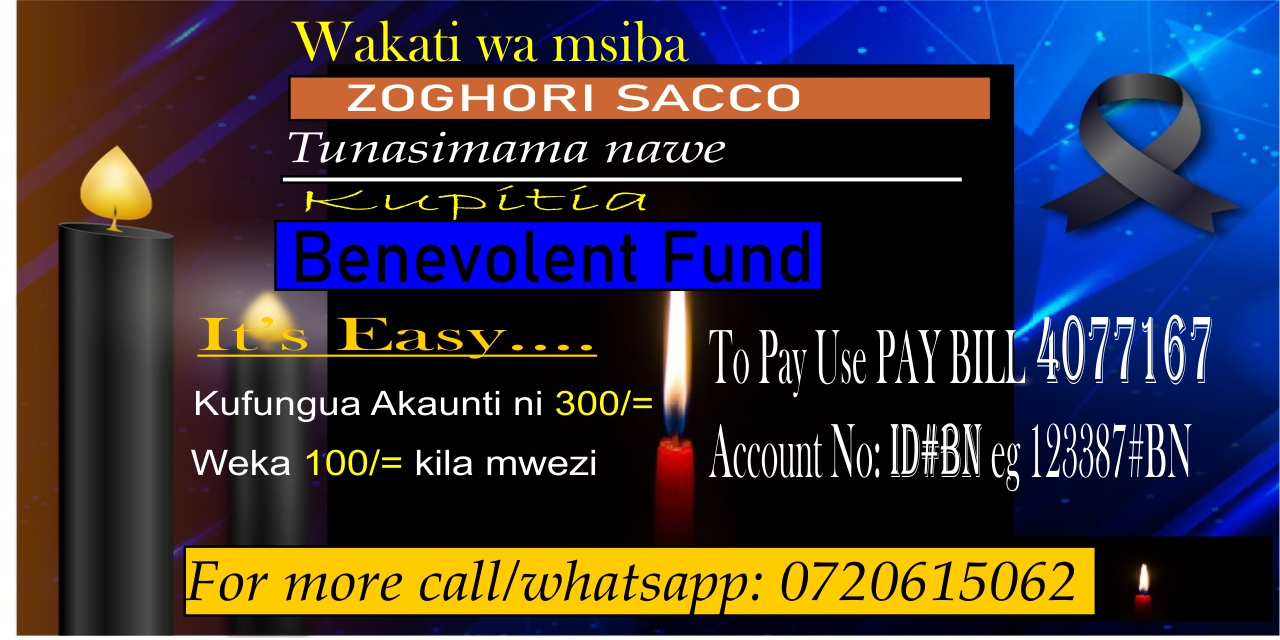 Wakati wa msiba
ZOGHORI SACCO
Tunasimama nawe
Kupitia
Benevolent Fund
It's Easy....
Kufungua Akaunti ni 300/=
Weka 100/= kila mwezi
To Pay Use PAY BILL 4077167
Account No: ID#BN eg 123387#BN
For more call/whatsapp: 0720615062